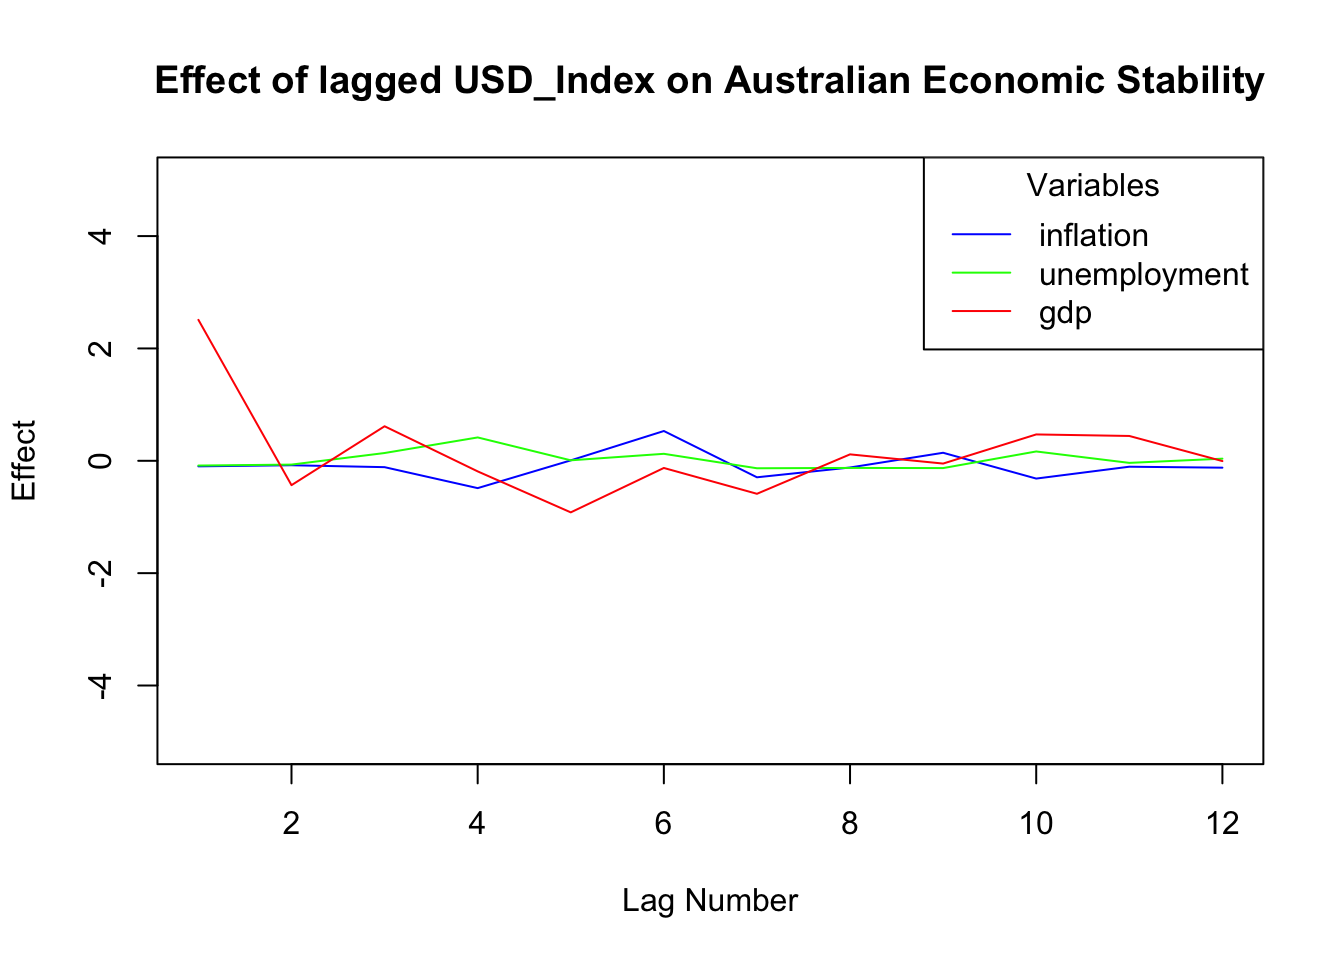 Effect of lagged USD_Index on Australian Economic Stability
Variables
inflation
unemployment
gdp
4
2
0
-2
-4
Effect
2 4 6 8 10 12
Lag Number